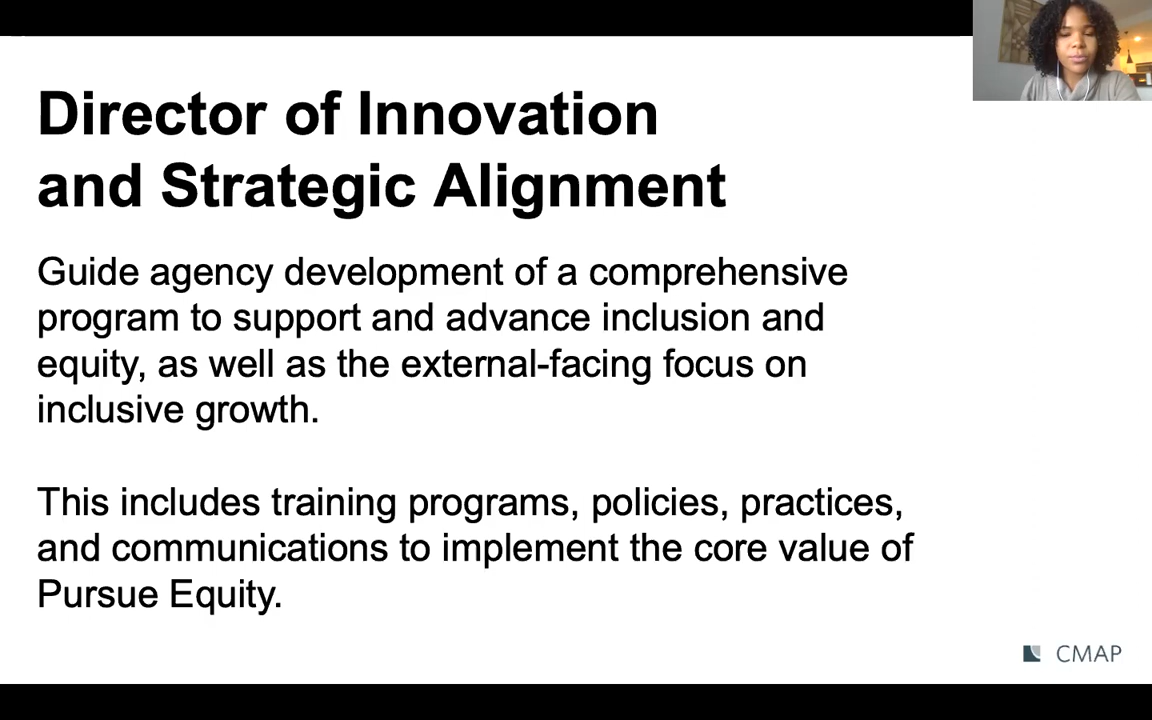 Director of Innovation
and Strategic Alignment
Guide agency development of a comprehensive
program to support and advance inclusion and
equity, as well as the external-facing focus on
inclusive growth.
This includes training programs, policies, practices,
and communications to implement the core value of
Pursue Equity.
CMAP